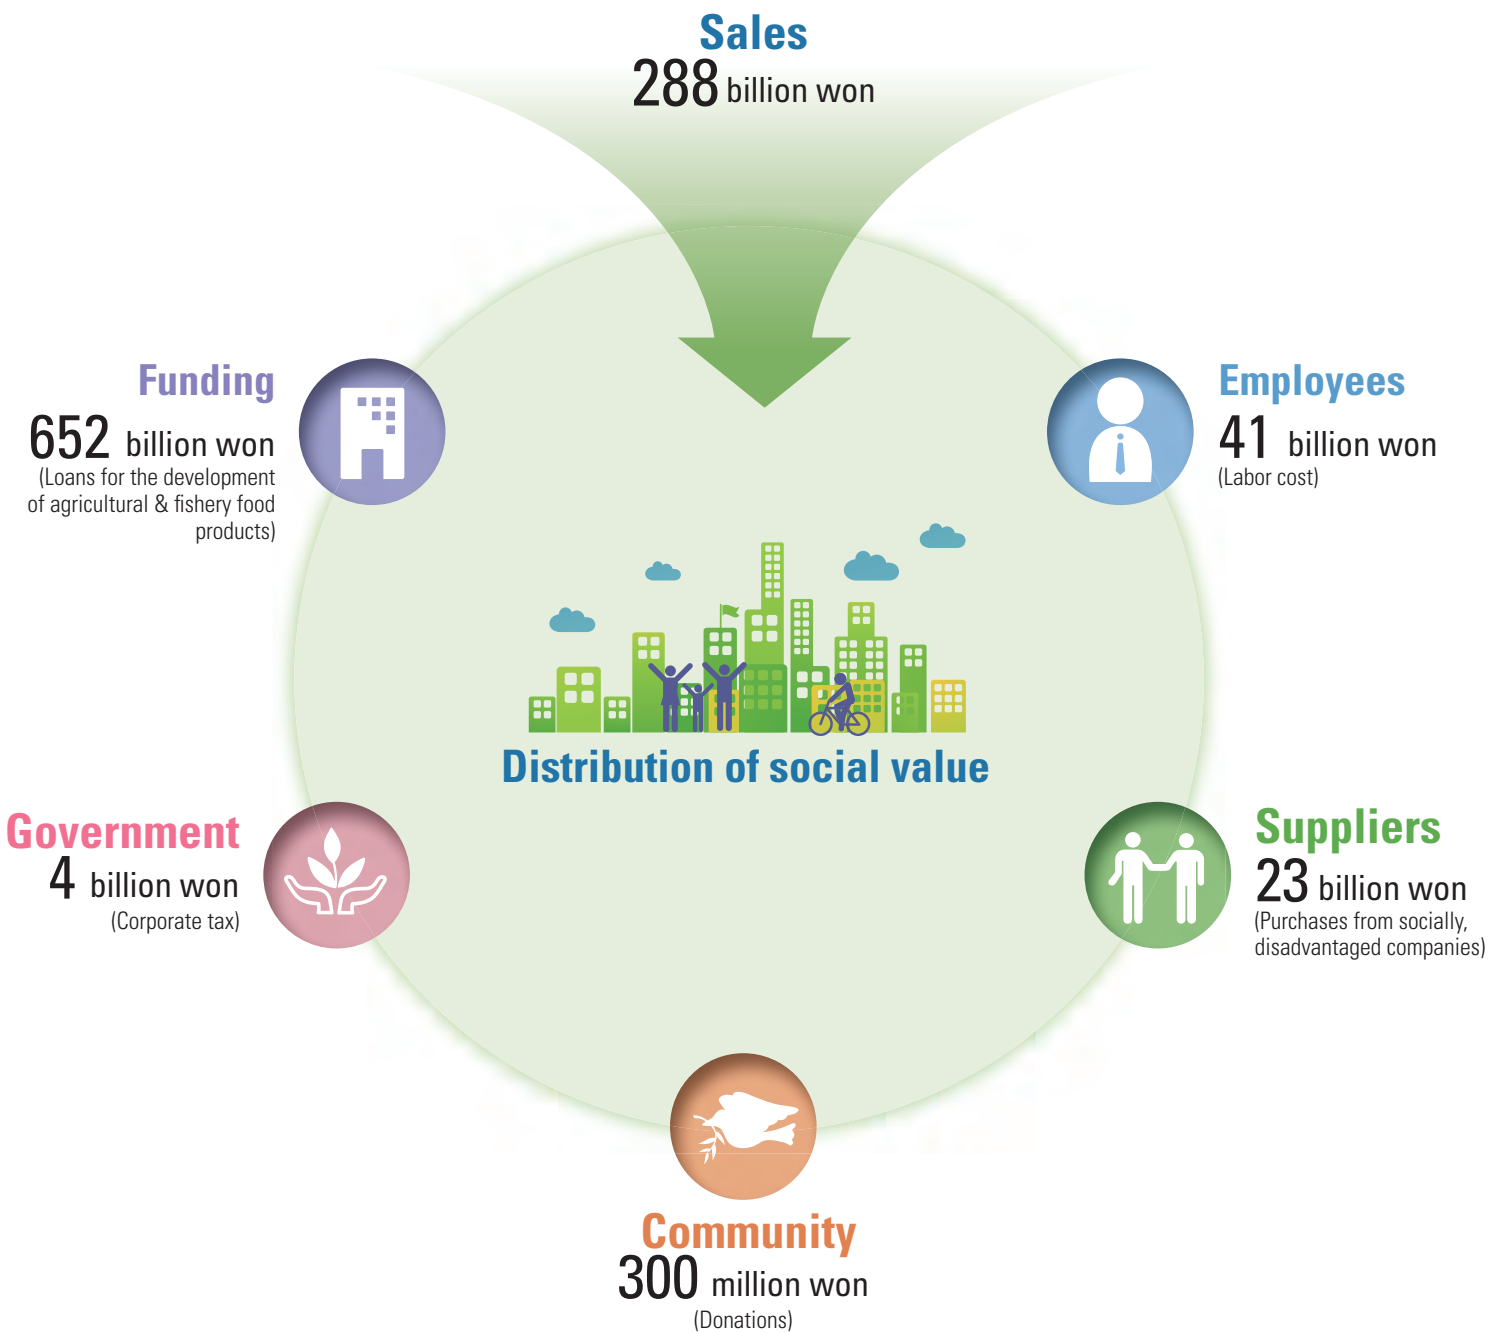 Sales
288 billion won
Funding
652 billion won
(Loans for the development
of agricultural & fishery food
products)
Employees
41 billion won
(Labor cost)
Distribution of social value
Government
4 billion won
(Corporate tax)
Suppliers
23 billion won
(Purchases from socially,
disadvantaged companies)
Community
300 million won
(Donations)